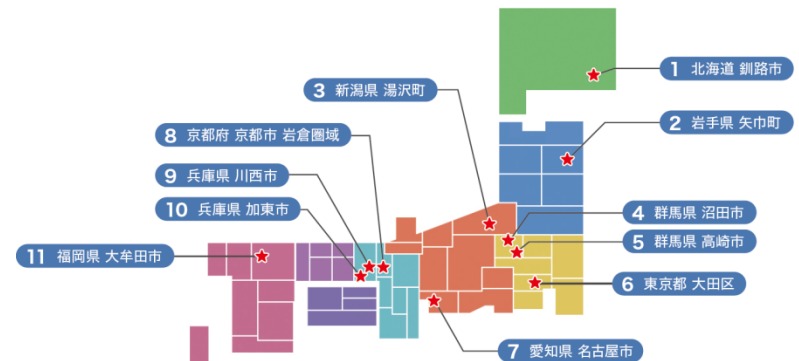 1 北海道 釧路市
2 岩手県 矢巾町
3 新潟県 湯沢町
4 群馬県 沼田市
5 群馬県 高崎市
6 東京都 大田区
7 愛知県 名古屋市
8 京都府 京都市 岩倉圏域
9 兵庫県 川西市
10 兵庫県 加東市
11 福岡県 大牟田市